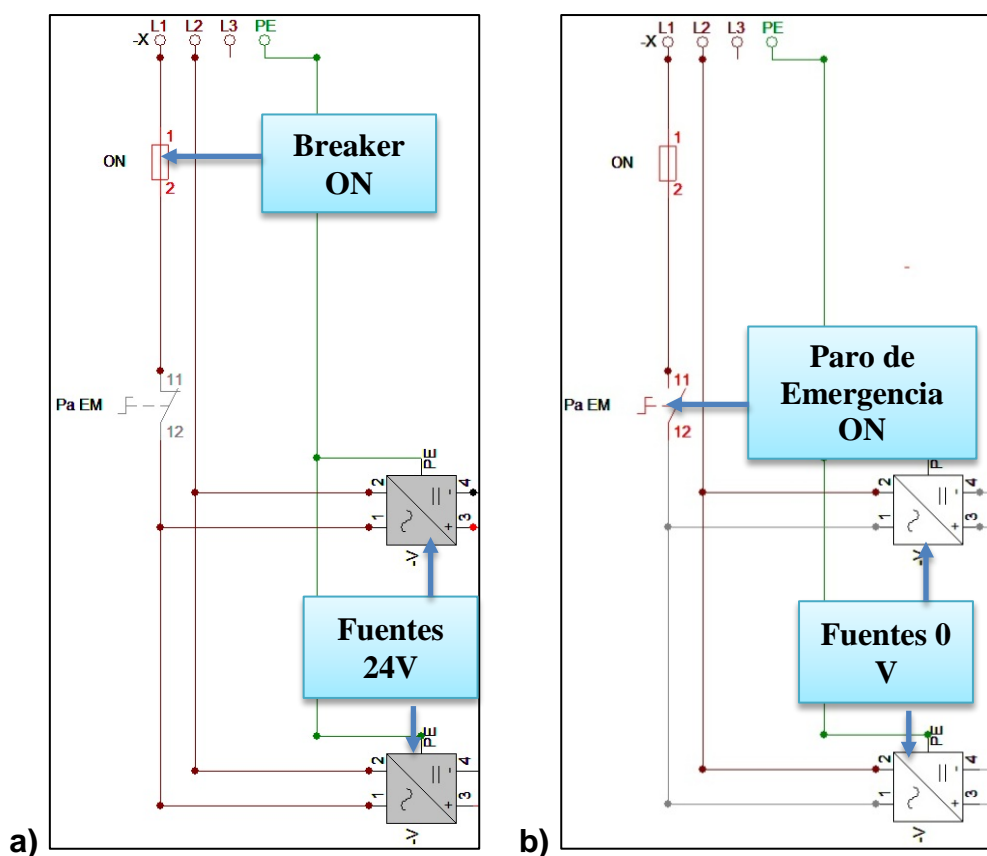 L1 L2 L3 PE
-X
1
ON
2
Breaker
ON
11
Pa EM
12
PE
2 4
1 3
-V
Fuentes
24V
PE
2 4
1 3
-V
a)
L1 L2 L3 PE
-X
1
ON
2
-
Paro de
Emergencia
ON
11
Pa EM
12
PE
2 4
1 3
-V
Fuentes 0
V
PE
2 4
1 3
-V
b)